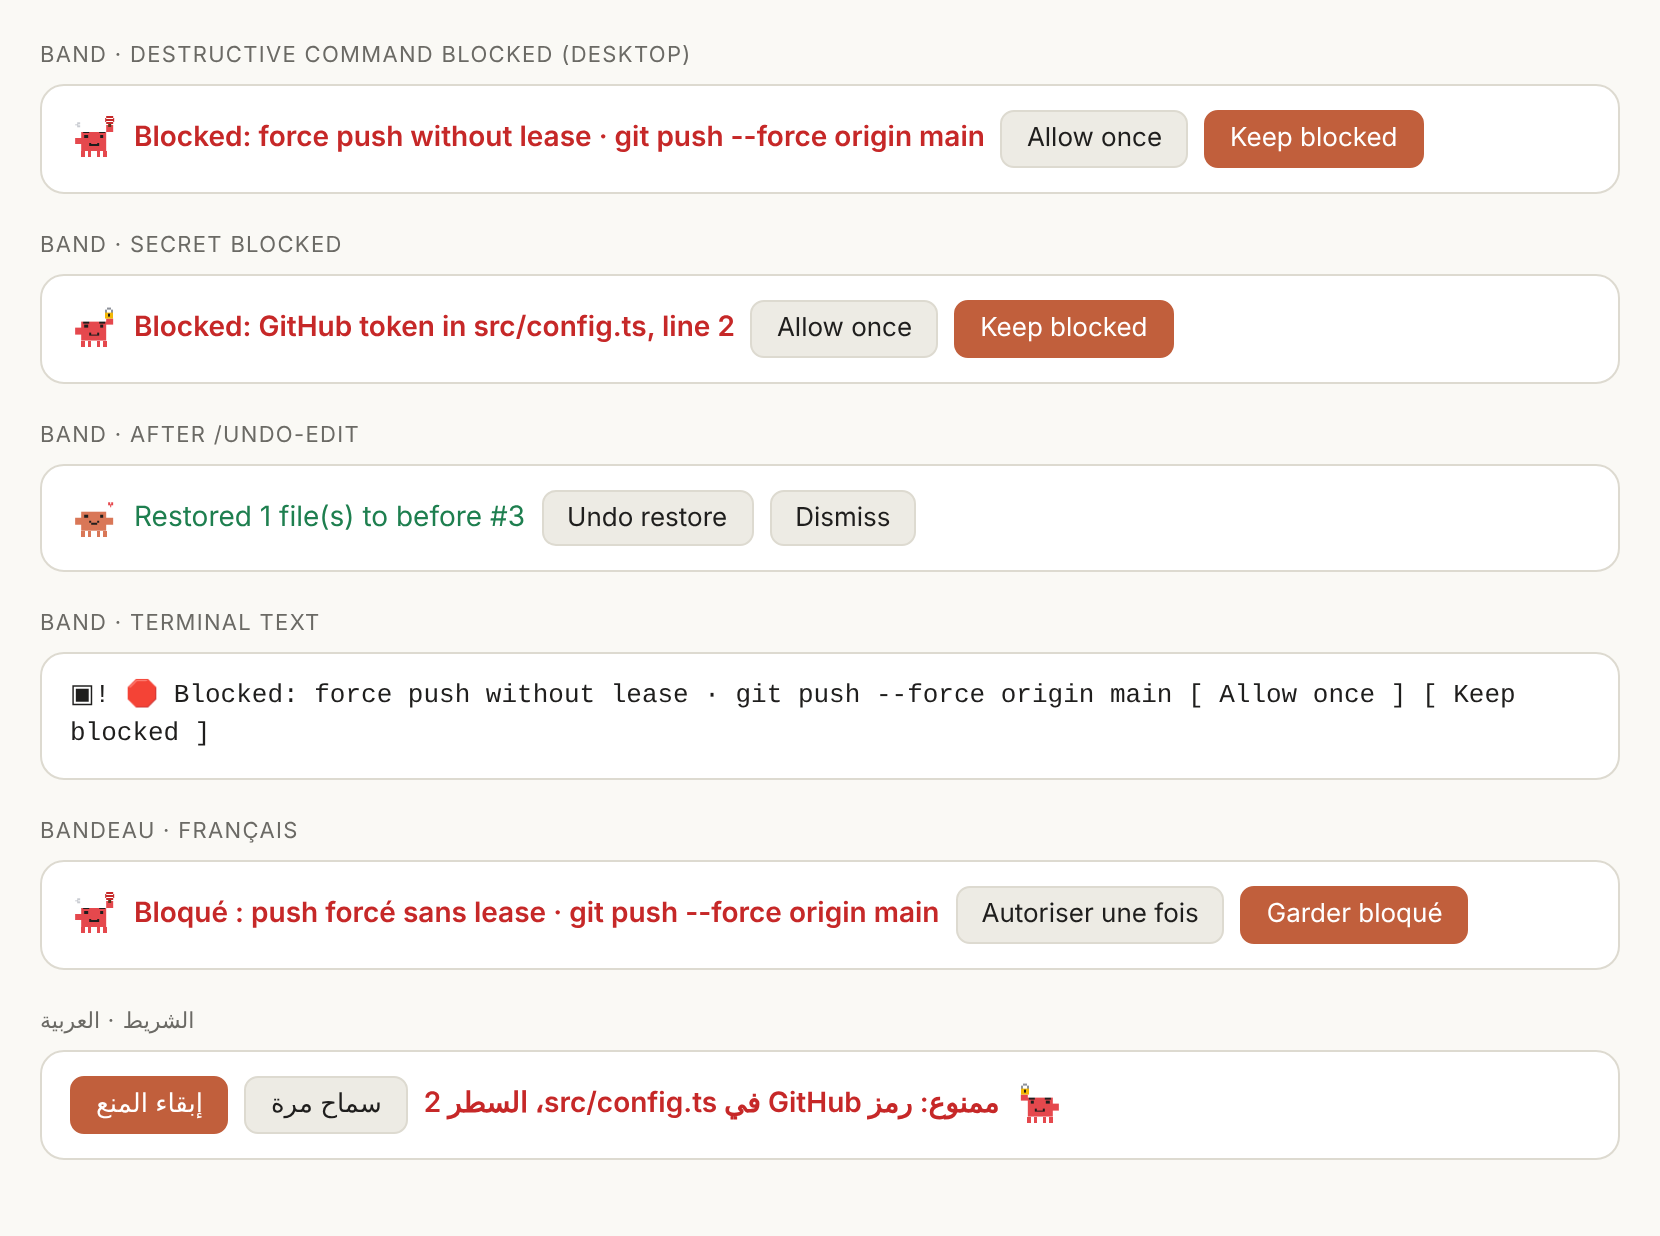 BAND · DESTRUCTIVE COMMAND BLOCKED (DESKTOP)
Blocked: force push without lease · git push --force origin main Allow once Keep blocked
BAND · SECRET BLOCKED
Blocked: GitHub token in src/config.ts, line 2 Allow once Keep blocked
BAND · AFTER /UNDO-EDIT
Restored 1 file(s) to before #3 Undo restore Dismiss
BAND · TERMINAL TEXT
▣! 🛑 Blocked: force push without lease · git push --force origin main [ Allow once ] [ Keep
blocked ]
BANDEAU · FRANÇAIS
Bloqué : push forcé sans lease · git push --force origin main Autoriser une fois Garder bloqué
الشريط · العربية
ممنوع: رمز GitHub في src/config.ts، السطر 2 سماح مرة إبقاء المنع